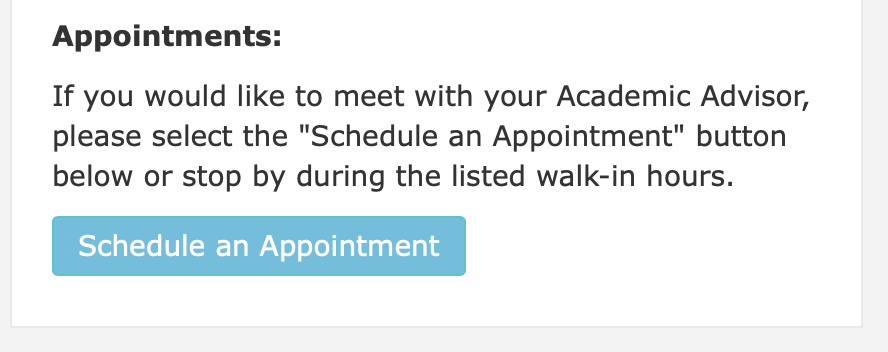 Appointments:
If you would like to meet with your Academic Advisor,
please select the "Schedule an Appointment" button
below or stop by during the listed walk-in hours.
Schedule an Appointment